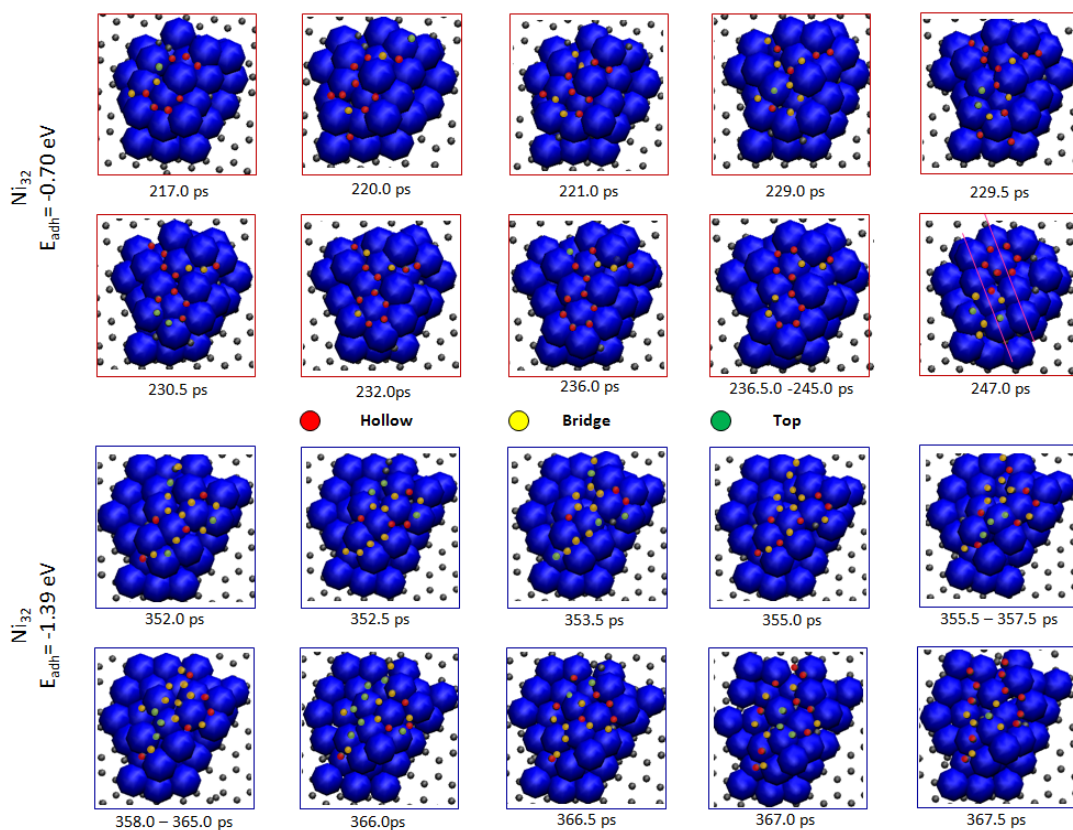 Ni32
Eadh= -0.70 eV
217.0 ps
220.0 ps
221.0 ps
229.0 ps
229.5 ps
230.5 ps
232.0ps
236.0 ps
236.5.0 -245.0 ps
247.0 ps
Hollow
Bridge
Top
Ni32
Eadh= -1.39 eV
352.0 ps
352.5 ps
353.5 ps
355.0 ps
355.5 – 357.5 ps
358.0 – 365.0 ps
366.0ps
366.5 ps
367.0 ps
367.5 ps